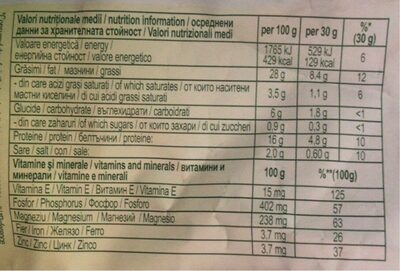 Valori nutriționale medii / nutrition information / осреднени
данни за хранителната стойност / Valori nutrizionali medi
per 100 g
per 30 g
%*
(30 g)
Valoare energetică / energy /
енергийна стойност / valore energetico
1765 kJ
429 kcal
529 kJ
129 kcal
6
Grăsimi / fat / мазнини / grassi
28 g
8.4 g
12
- din care acizi grași saturați / of which saturates / от които наситени
мастни киселини / di cui acidi grassi saturati
3,5 g
1,1 g
6
Glucide / carbohydrate / въглехидрати / carboidrati
6 g
1,8 g
<1
- din care zaharuri / of which sugars / от които захари / di cui zuccheri
0,9 g
0,3 g
<1
Proteine / protein / белтъчини / proteine:
16 g
4,8 g
10
Sare / salt / сол / sale:
2,0 g
0,60 g
10
Vitamine și minerale / vitamins and minerals / витамини и
минерали / vitamine e minerali
100 g
%**(100g)
Vitamina E / Vitamin E / Витамин E / Vitamina E
15 mg
125
Fosfor / Phosphorus / Фосфор / Fosforo
402 mg
57
Magneziu / Magnesium / Магнезий / Magnesio
238 mg
63
Fier / Iron / Желязо / Ferro
3.7 mg
26
Zinc / Zinc / Цинк / Zinco
3.7 mg
37